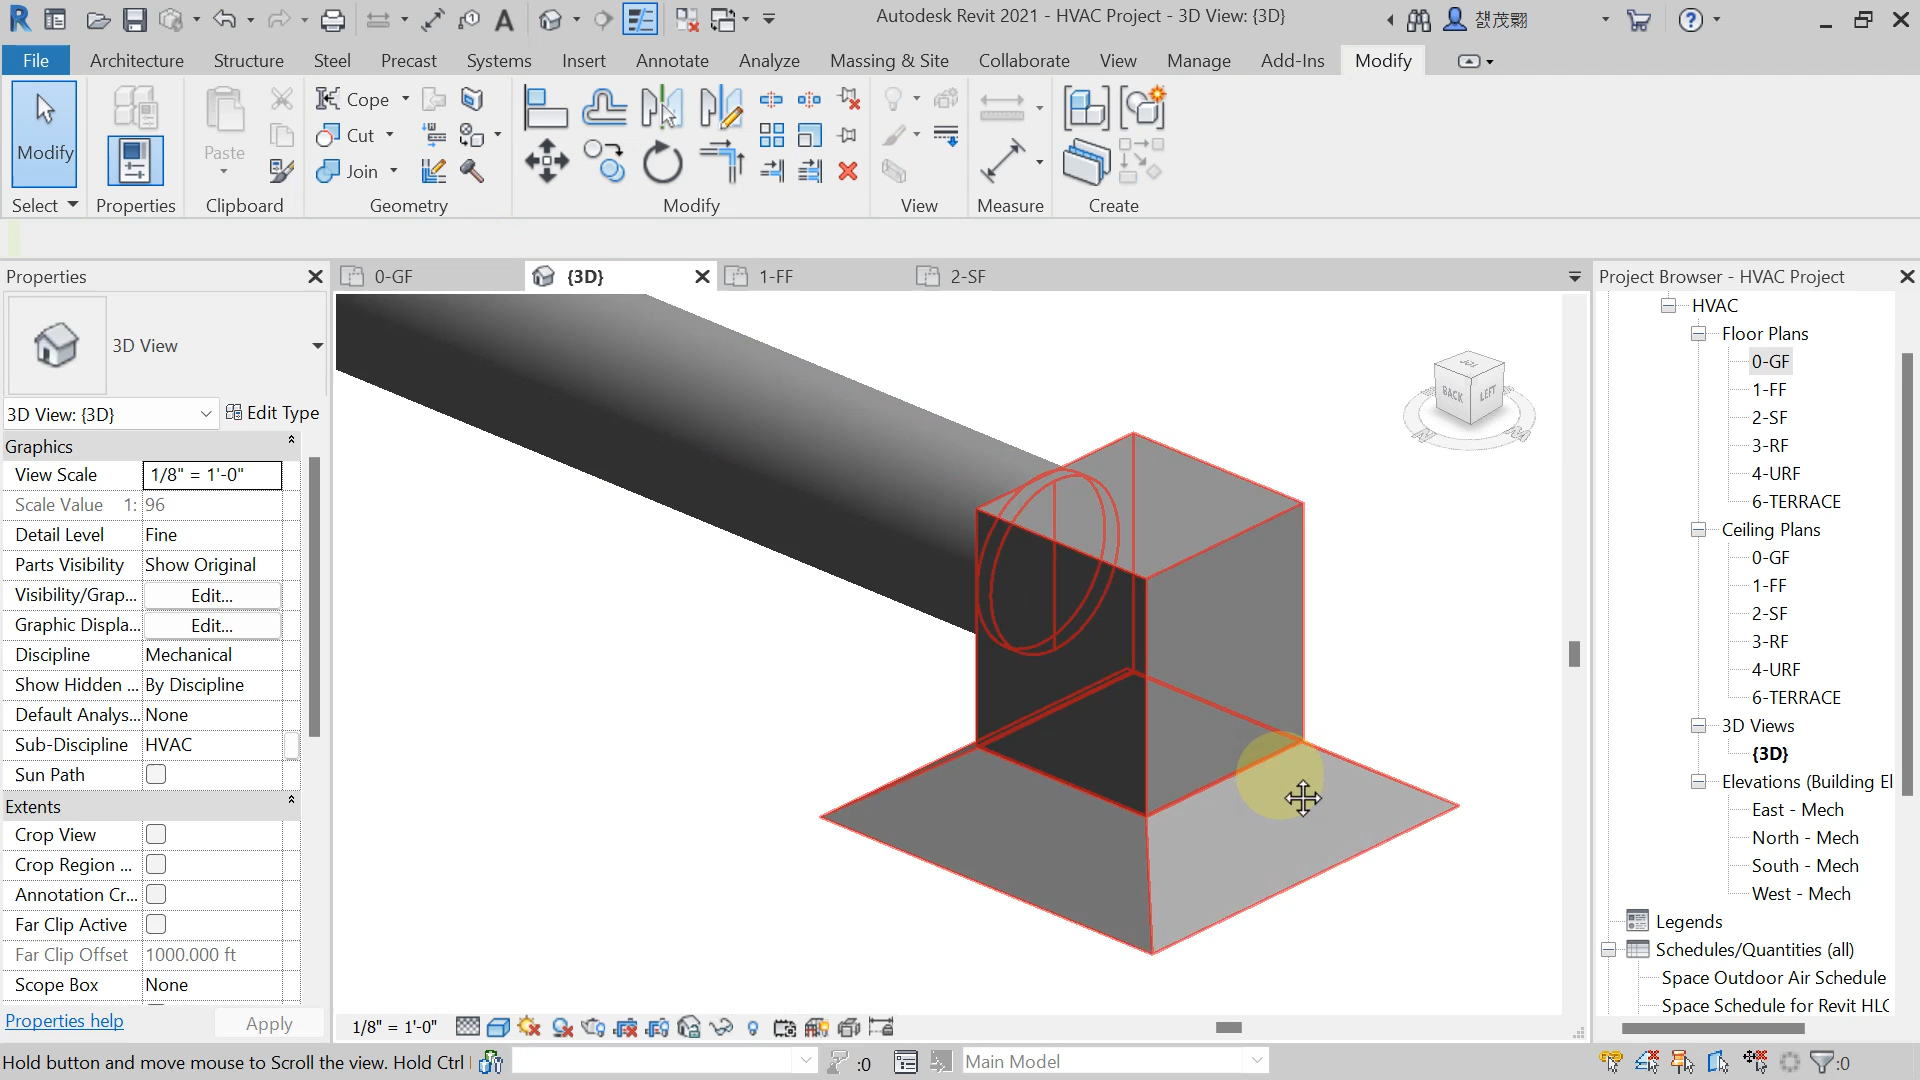 Autodesk Revit 2021 - HVAC Project - 3D View: {3D}
File Architecture Structure Steel Precast Systems Insert Annotate Analyze Massing & Site Collaborate View Manage Add-Ins Modify
Modify
Paste
Cope
Cut
Join
Select Properties Clipboard Geometry Modify View Measure Create
Properties
0-GF {3D} 1-FF 2-SF
Project Browser - HVAC Project
3D View
3D View: {3D} Edit Type
Graphics
View Scale 1/8" = 1'-0"
Scale Value 1: 96
Detail Level Fine
Parts Visibility Show Original
Visibility/Grap... Edit...
Graphic Displa... Edit...
Discipline Mechanical
Show Hidden ... By Discipline
Default Analys... None
Sub-Discipline HVAC
Sun Path
Extents
Crop View
Crop Region ...
Annotation Cr...
Far Clip Active
Far Clip Offset 1000.000 ft
Scope Box None
Properties help Apply
TOP
BACK LEFT
HVAC
Floor Plans
0-GF
1-FF
2-SF
3-RF
4-URF
6-TERRACE
Ceiling Plans
0-GF
1-FF
2-SF
3-RF
4-URF
6-TERRACE
3D Views
{3D}
Elevations (Building El
East - Mech
North - Mech
South - Mech
West - Mech
Legends
Schedules/Quantities (all)
Space Outdoor Air Schedule
Space Schedule for Revit HLC
1/8" = 1'-0"
Hold button and move mouse to Scroll the view. Hold Ctrl
:0
Main Model
:0